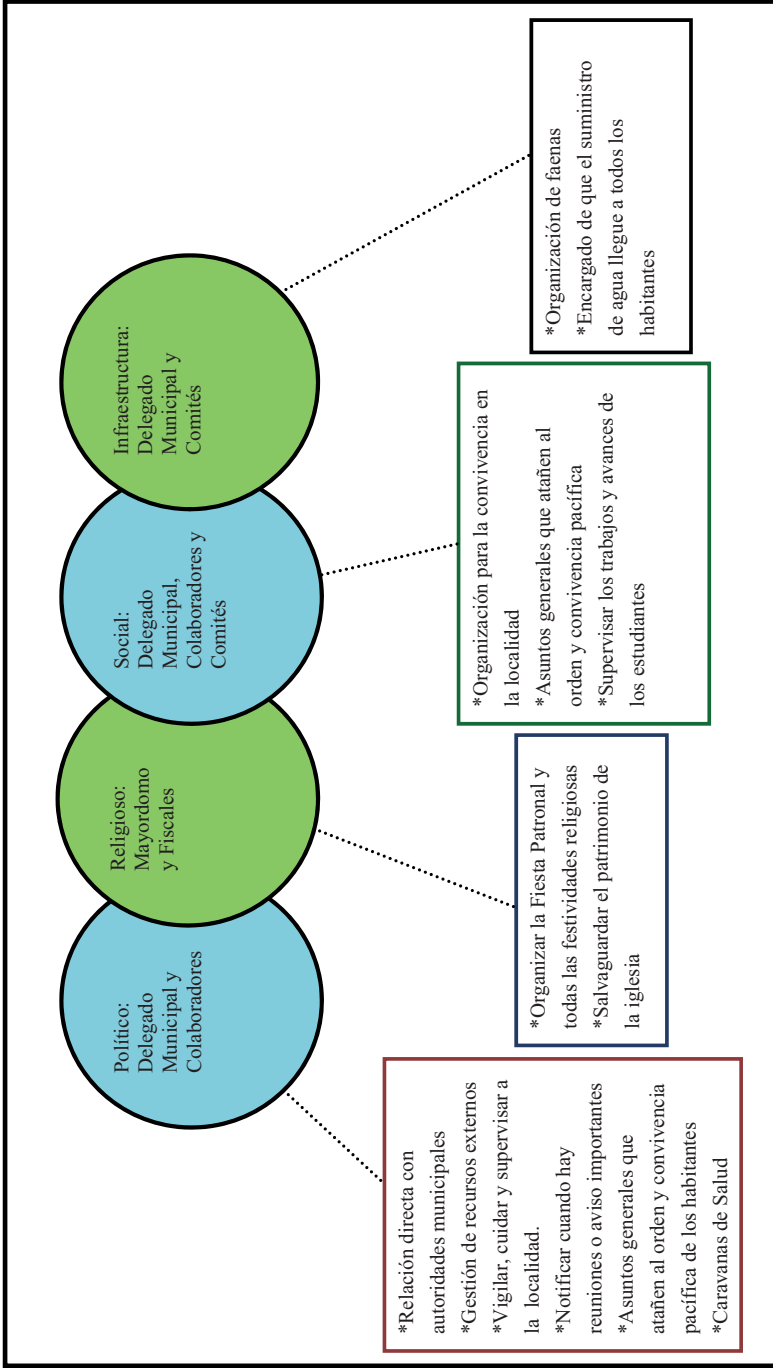 Político:
Delegado
Municipal y
Colaboradores
Religioso:
Mayordomo
y Fiscales
Social:
Delegado
Municipal,
Colaboradores y
Comités
Infraestructura:
Delegado
Municipal y
Comités
*Relación directa con
autoridades municipales
*Gestión de recursos externos
*Vigilar, cuidar y supervisar a
la localidad.
*Notificar cuando hay
reuniones o aviso importantes
*Asuntos generales que
atañen al orden y convivencia
pacífica de los habitantes
*Caravanas de Salud
*Organizar la Fiesta Patronal y
todas las festividades religiosas
*Salvaguardar el patrimonio de
la iglesia
*Organización para la convivencia en
la localidad
*Asuntos generales que atañen al
orden y convivencia pacífica
*Supervisar los trabajos y avances de
los estudiantes
*Organización de faenas
*Encargado de que el suministro
de agua llegue a todos los
habitantes